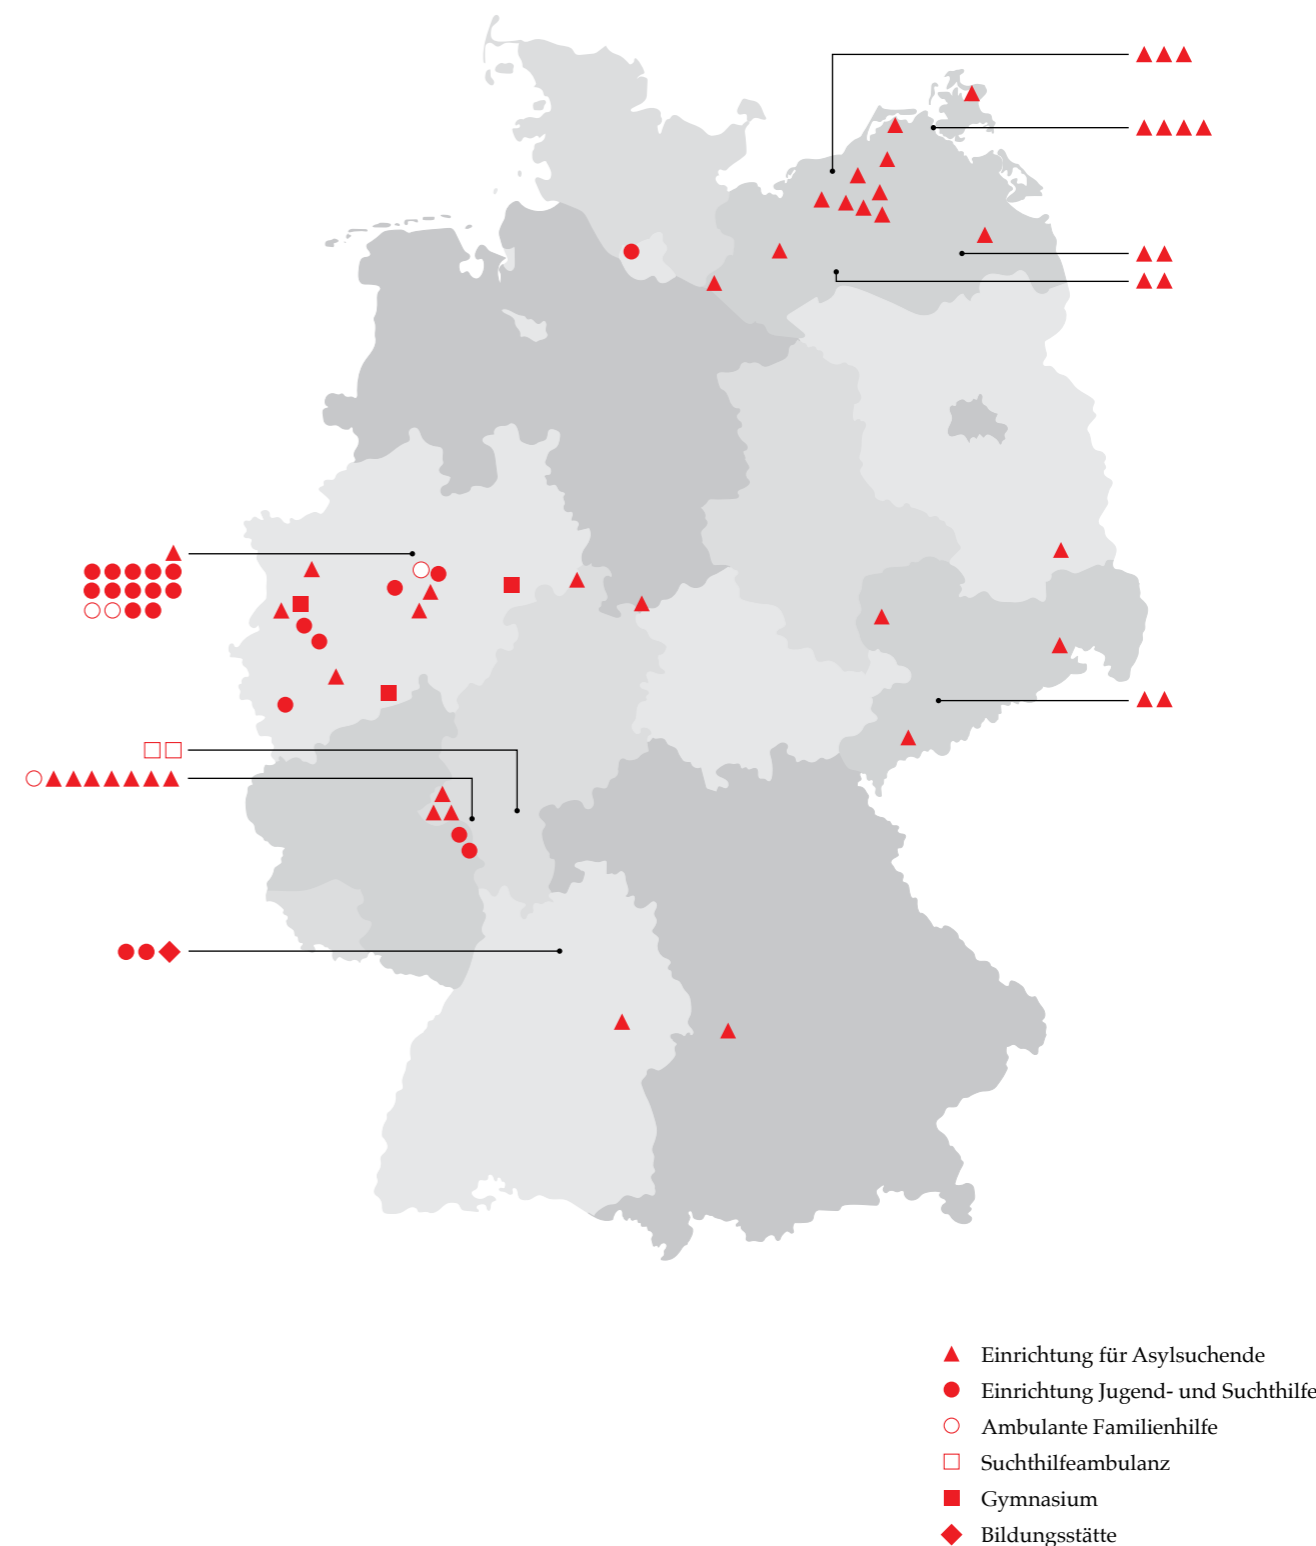 Einrichtung für Asylsuchende
Einrichtung Jugend- und Suchthilfe
Ambulante Familienhilfe
Suchthilfeambulanz
Gymnasium
Bildungsstätte